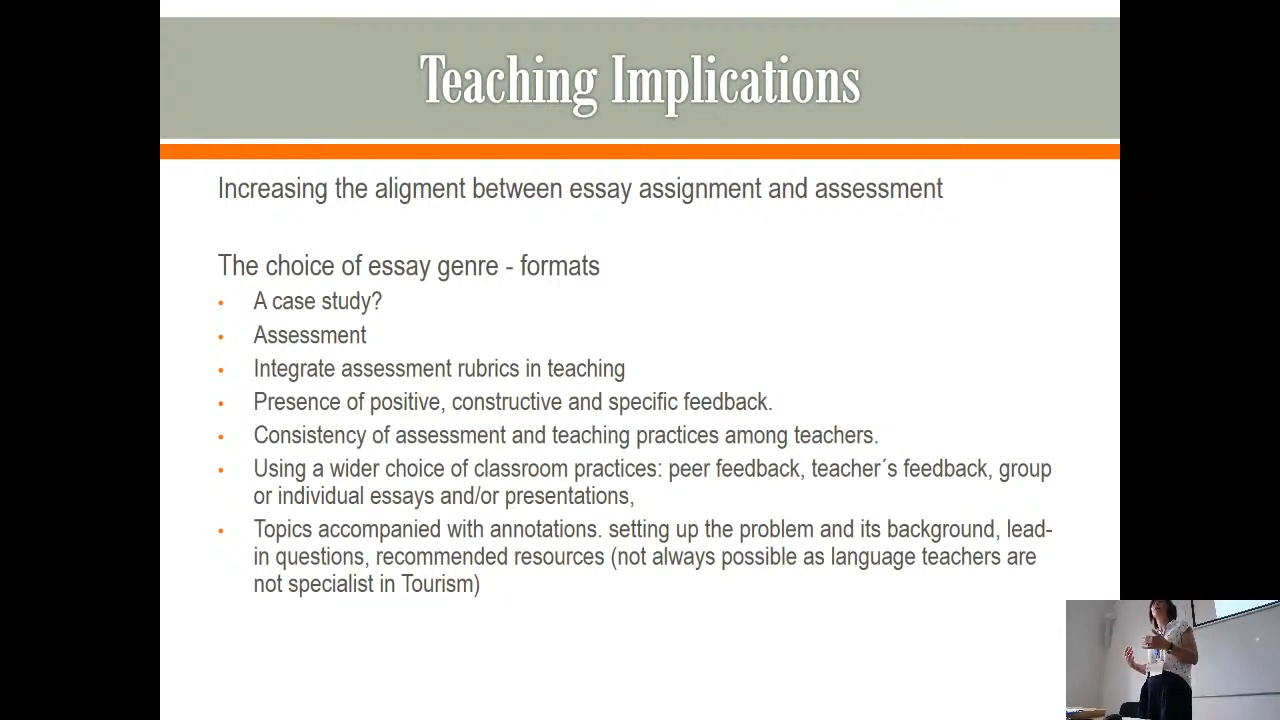 Teaching Implications
Increasing the aligment between essay assignment and assessment
The choice of essay genre - formats
• A case study?
• Assessment
• Integrate assessment rubrics in teaching
• Presence of positive, constructive and specific feedback.
• Consistency of assessment and teaching practices among teachers.
• Using a wider choice of classroom practices: peer feedback, teacher´s feedback, group
or individual essays and/or presentations,
• Topics accompanied with annotations. setting up the problem and its background, lead-
in questions, recommended resources (not always possible as language teachers are
not specialist in Tourism)